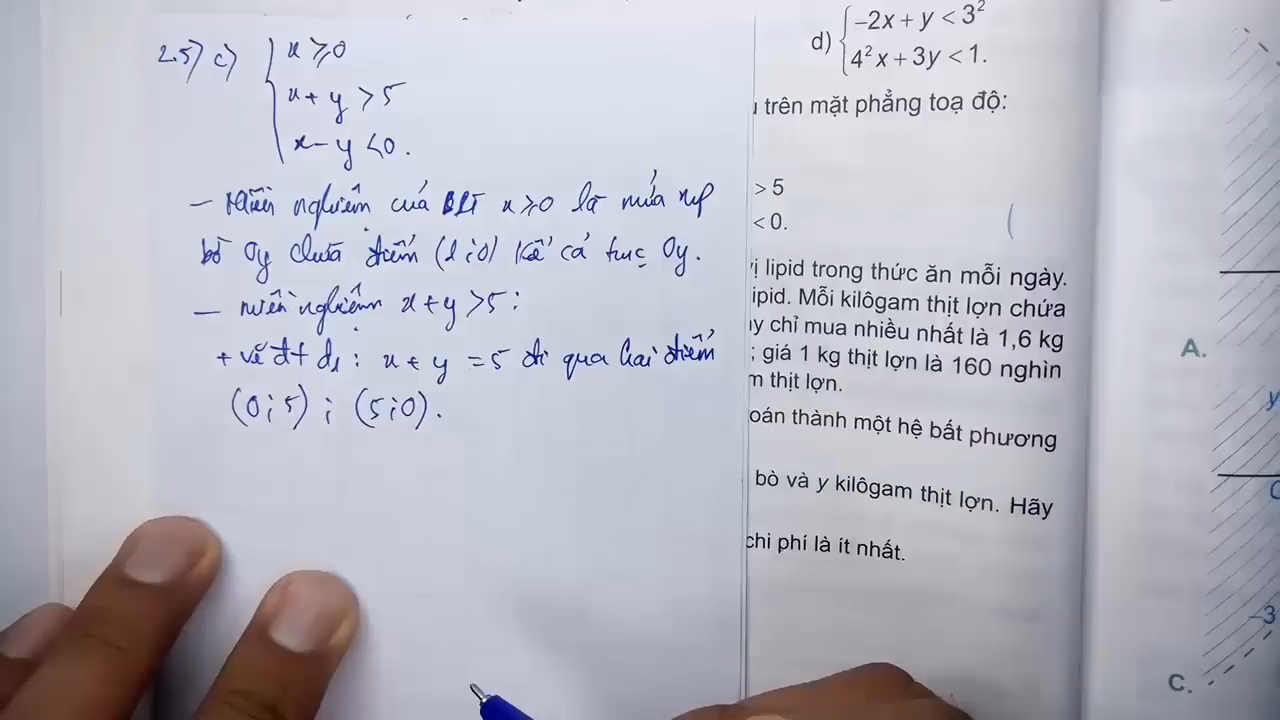 2.5) c) { x ≥ 0
x + y > 5
x - y < 0.
- Miền nghiệm của BPT x ≥ 0 là nửa mp
bờ Oy chứa điểm (1;0) kể cả trục Oy.
- Miền nghiệm x + y > 5:
+ vẽ đt d₁: x + y = 5 đi qua hai điểm
(0;5) ; (5;0).
d) { -2x + y < 3²
4²x + 3y < 1.
trên mặt phẳng toạ độ:
> 5
< 0.
lipid trong thức ăn mỗi ngày.
lipid. Mỗi kilôgam thịt lợn chứa
chỉ mua nhiều nhất là 1,6 kg
; giá 1 kg thịt lợn là 160 nghìn
thịt lợn.
toán thành một hệ bất phương
bò và y kilôgam thịt lợn. Hãy
chi phí là ít nhất.
A.
y
-3
C.